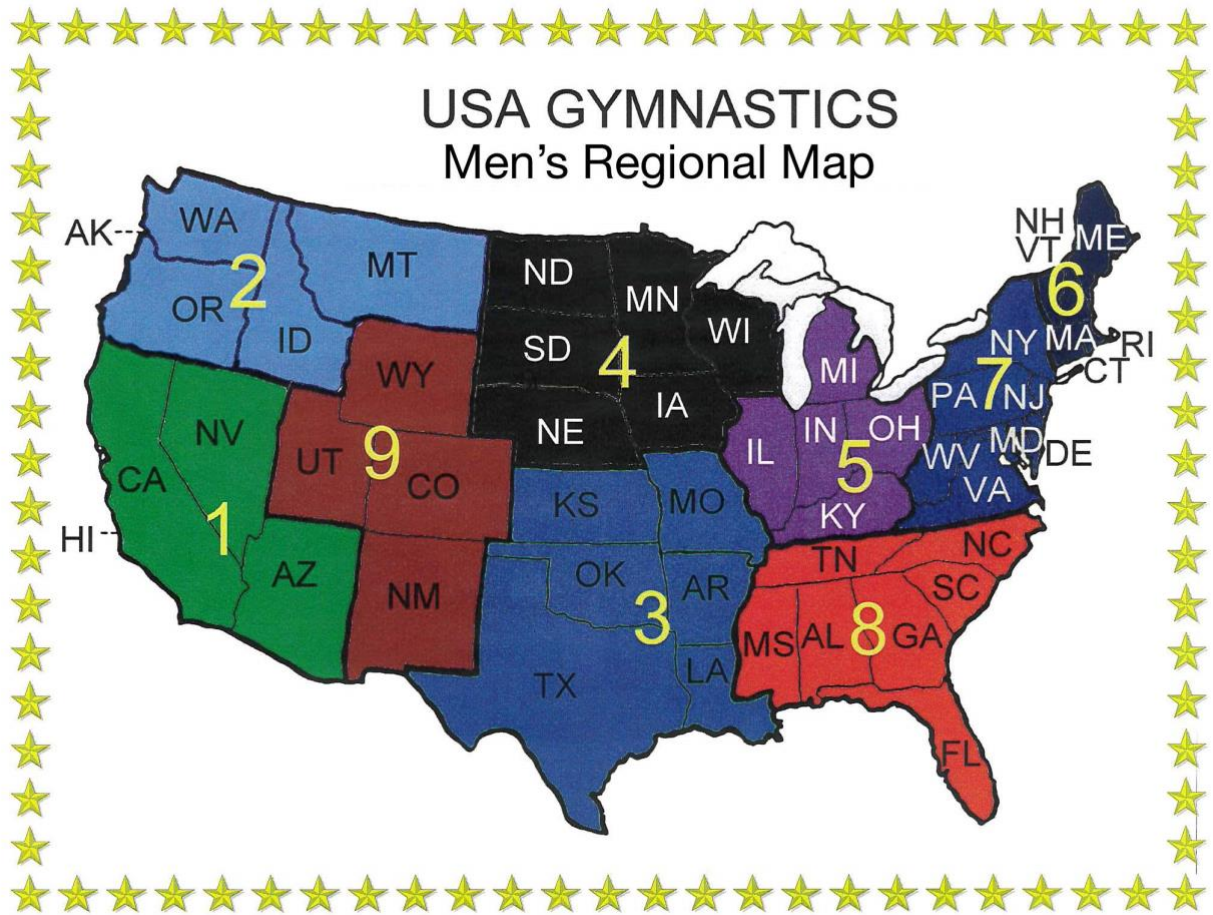 USA GYMNASTICS
Men's Regional Map
WA
AK
MT
OR
2
ID
ND
MN
SD
4
WI
NE
IA
NH
VT
ME
6
NY
MA
RI
CT
7
PA
NJ
MD
DE
WV
VA
MI
IL
IN
OH
5
KY
WY
UT
9
CO
NM
NV
CA
1
HI
AZ
KS
MO
OK
AR
3
TX
LA
TN
NC
SC
MS
AL
8
GA
FL